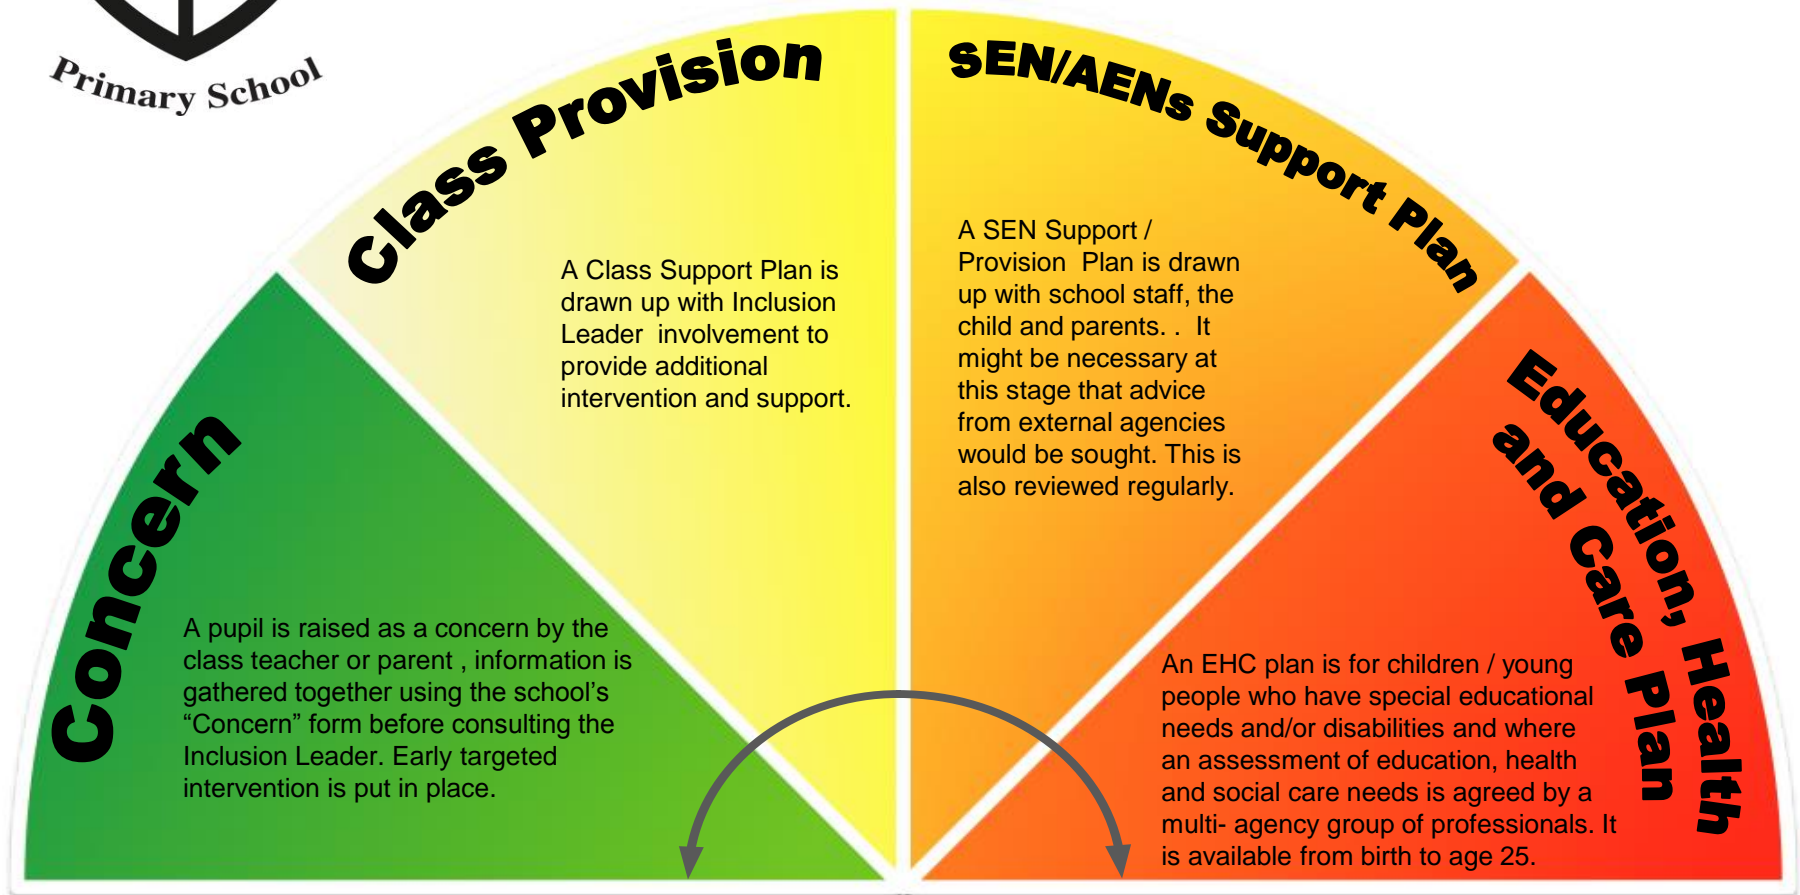 Primary School
Concern
A pupil is raised as a concern by the
class teacher or parent , information is
gathered together using the school’s
“Concern” form before consulting the
Inclusion Leader. Early targeted
intervention is put in place.
Class Provision
A Class Support Plan is
drawn up with Inclusion
Leader  involvement to
provide additional
intervention and support.
SEN/AENs Support Plan
A SEN Support /
Provision  Plan is drawn
up with school staff, the
child and parents. .  It
might be necessary at
this stage that advice
from external agencies
would be sought. This is
also reviewed regularly.
Education, Health
and Care Plan
An EHC plan is for children / young
people who have special educational
needs and/or disabilities and where
an assessment of education, health
and social care needs is agreed by a
multi- agency group of professionals. It
is available from birth to age 25.